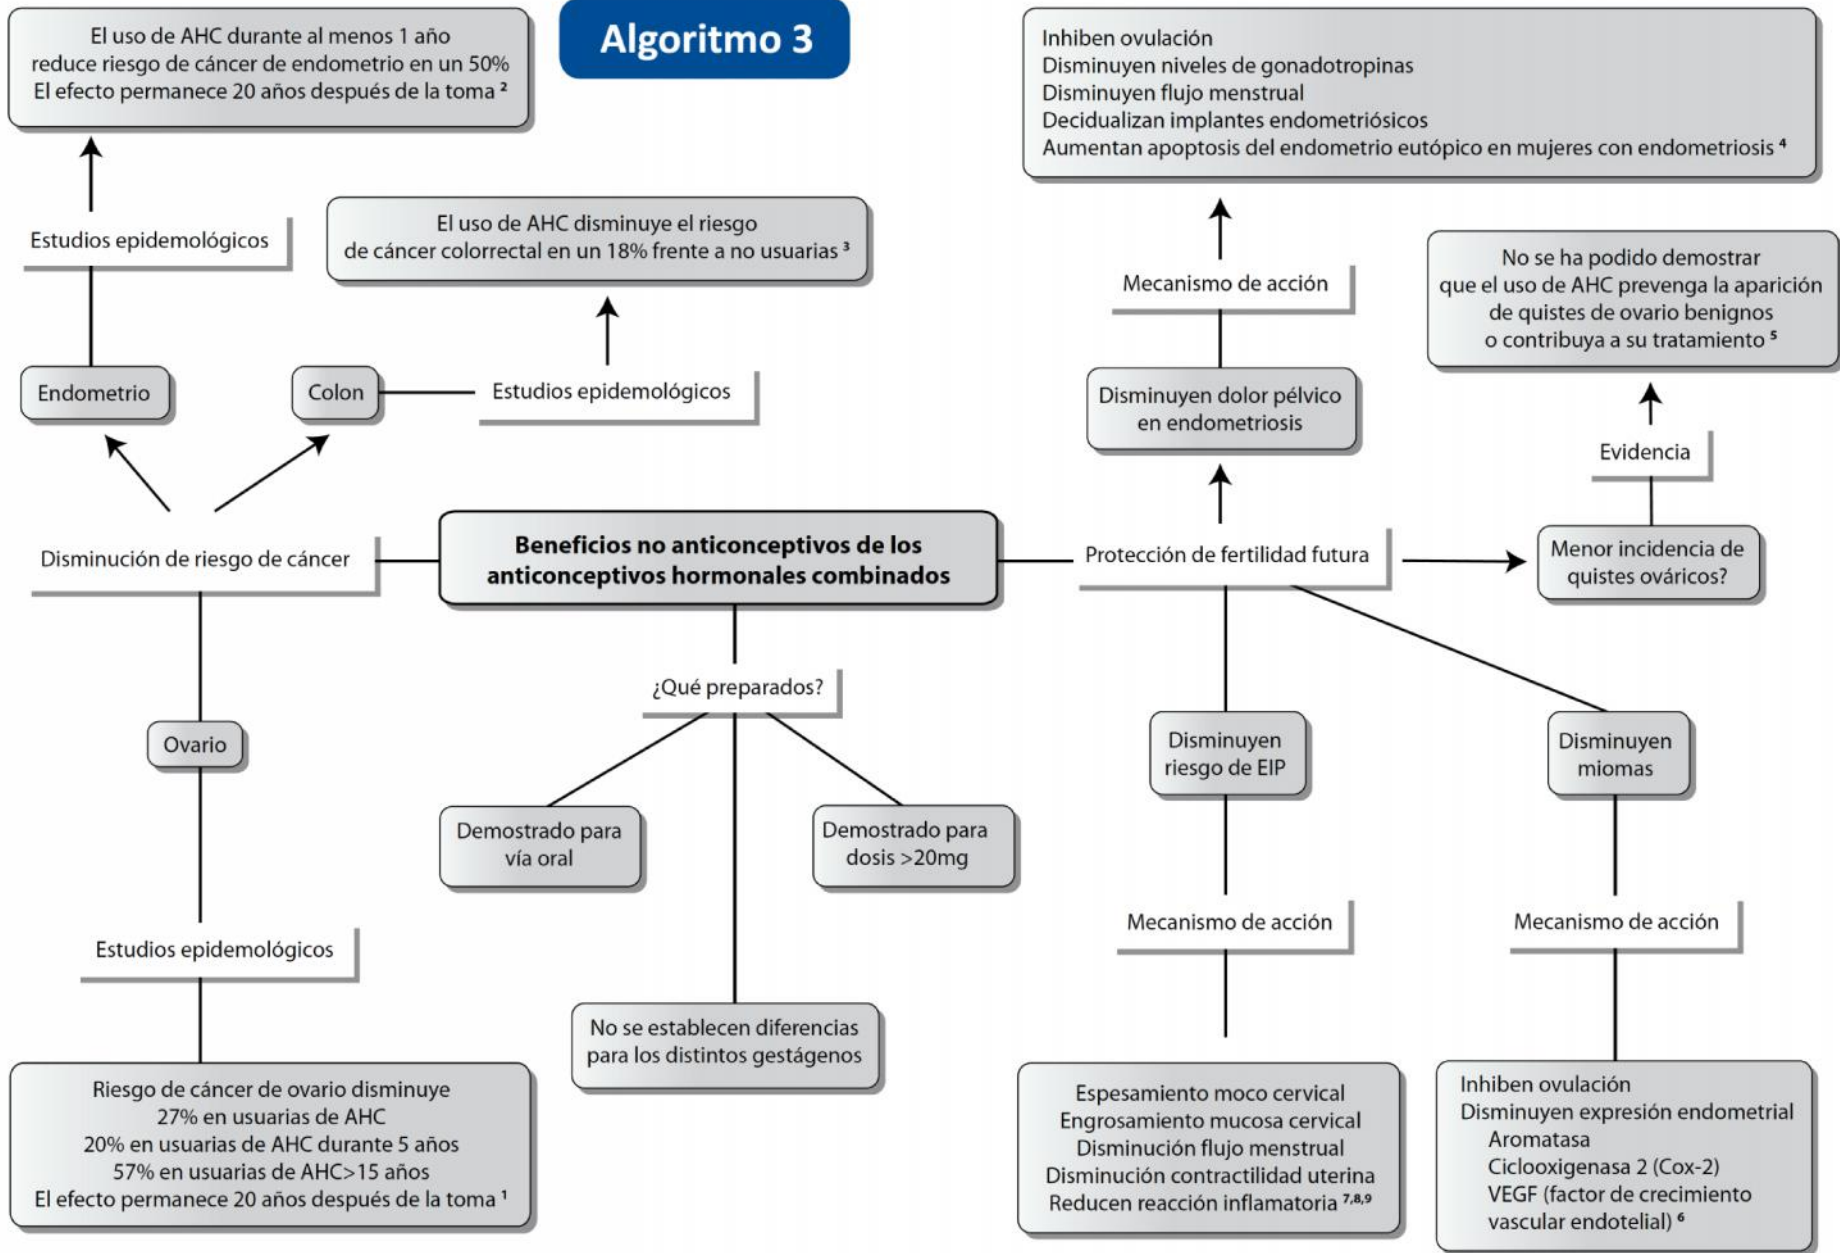 Algoritmo 3
El uso de AHC durante al menos 1 año
reduce riesgo de cáncer de endometrio en un 50%
El efecto permanece 20 años después de la toma ²
Estudios epidemológicos
Endometrio
El uso de AHC disminuye el riesgo
de cáncer colorrectal en un 18% frente a no usuarias ³
Colon
Estudios epidemológicos
Disminución de riesgo de cáncer
Ovario
Estudios epidemológicos
Riesgo de cáncer de ovario disminuye
27% en usuarias de AHC
20% en usuarias de AHC durante 5 años
57% en usuarias de AHC>15 años
El efecto permanece 20 años después de la toma ¹
Beneficios no anticonceptivos de los
anticonceptivos hormonales combinados
¿Qué preparados?
Demostrado para
vía oral
Demostrado para
dosis >20mg
No se establecen diferencias
para los distintos gestágenos
Inhiben ovulación
Disminuyen niveles de gonadotropinas
Disminuyen flujo menstrual
Decidualizan implantes endometriósicos
Aumentan apoptosis del endometrio eutópico en mujeres con endometriosis ⁴
Mecanismo de acción
Disminuyen dolor pélvico
en endometriosis
No se ha podido demostrar
que el uso de AHC prevenga la aparición
de quistes de ovario benignos
o contribuya a su tratamiento ⁵
Evidencia
Protección de fertilidad futura
Menor incidencia de
quistes ováricos?
Disminuyen
riesgo de EIP
Mecanismo de acción
Espesamiento moco cervical
Engrosamiento mucosa cervical
Disminución flujo menstrual
Disminución contractilidad uterina
Reducen reacción inflamatoria ⁷,⁸,⁹
Disminuyen
miomas
Mecanismo de acción
Inhiben ovulación
Disminuyen expresión endometrial
Aromatasa
Ciclooxigenasa 2 (Cox-2)
VEGF (factor de crecimiento
vascular endotelial) ⁶